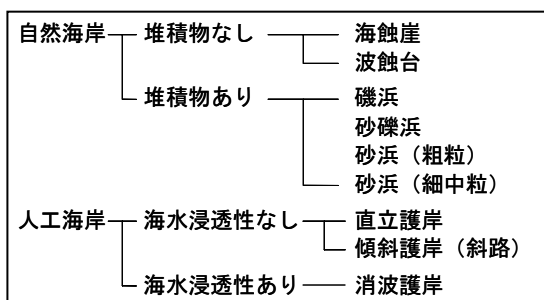 自然海岸 堆積物なし 海蝕崖
波蝕台
堆積物あり 磯浜
砂礫浜
砂浜（粗粒）
砂浜（細中粒）
人工海岸 海水浸透性なし 直立護岸
傾斜護岸（斜路）
海水浸透性あり 消波護岸